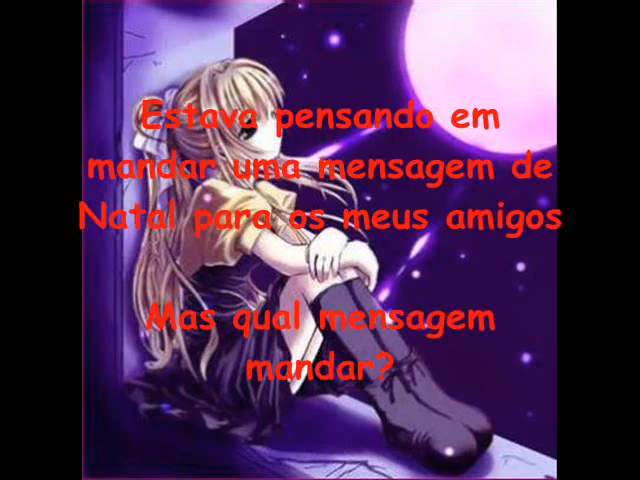 Estava pensando em
mandar uma mensagem de
Natal para os meus amigos
Mas qual mensagem
mandar?